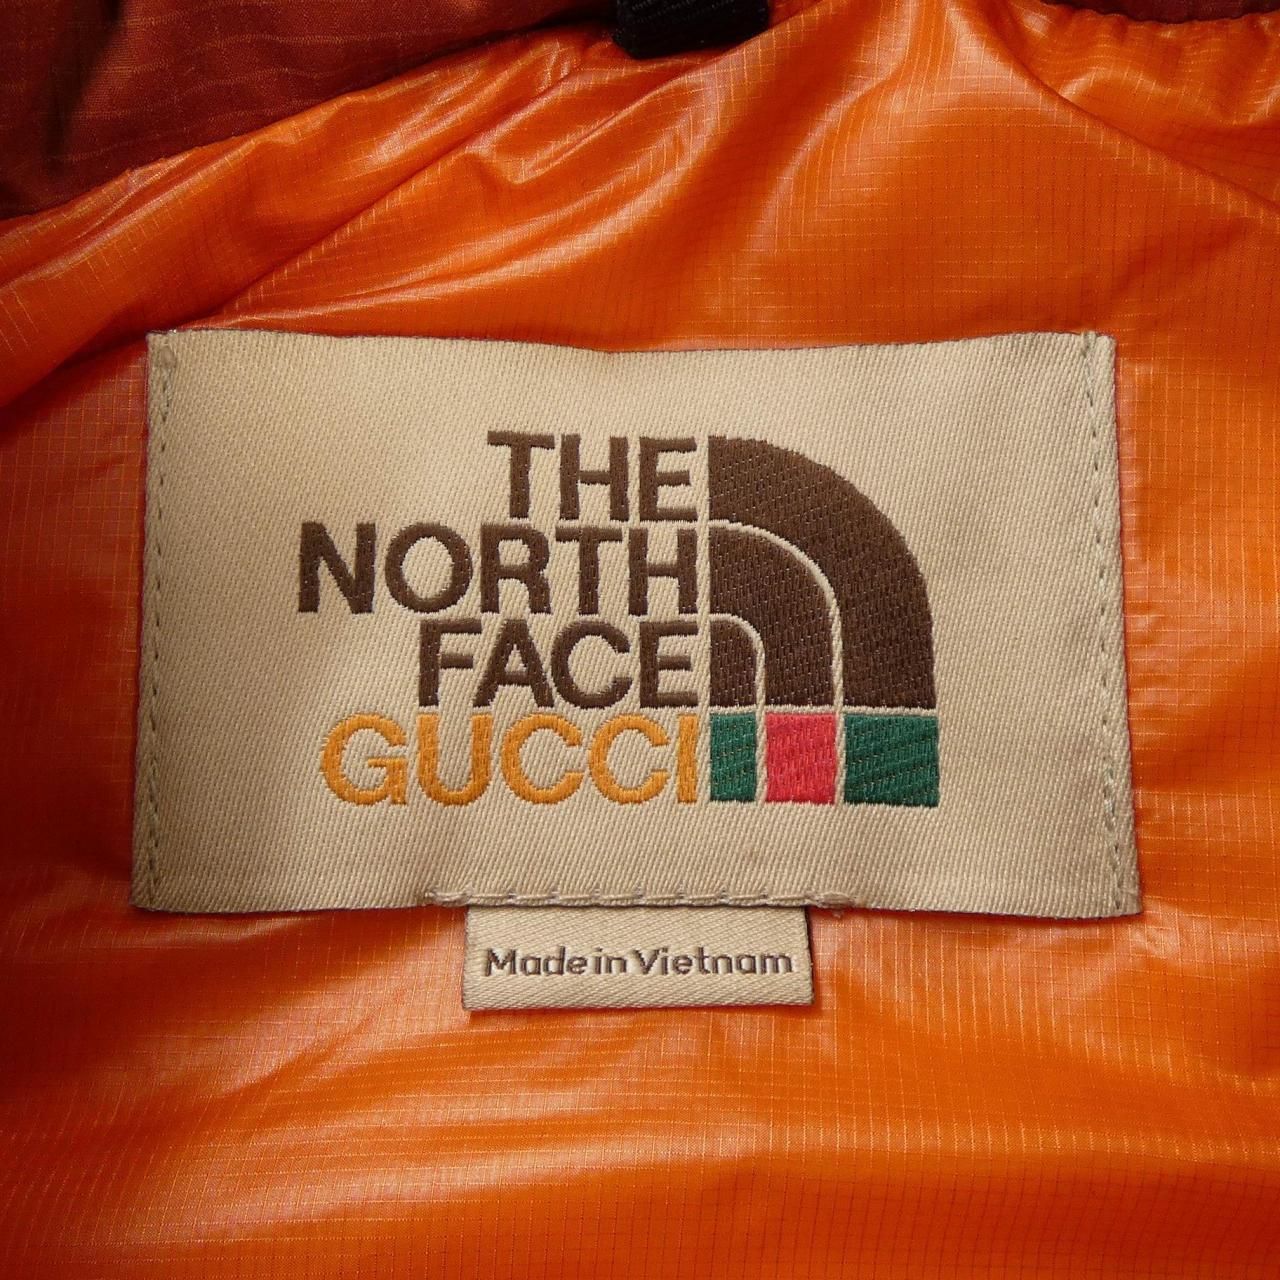 THE
NORTH
FACE
GUCCI
Made in Vietnam